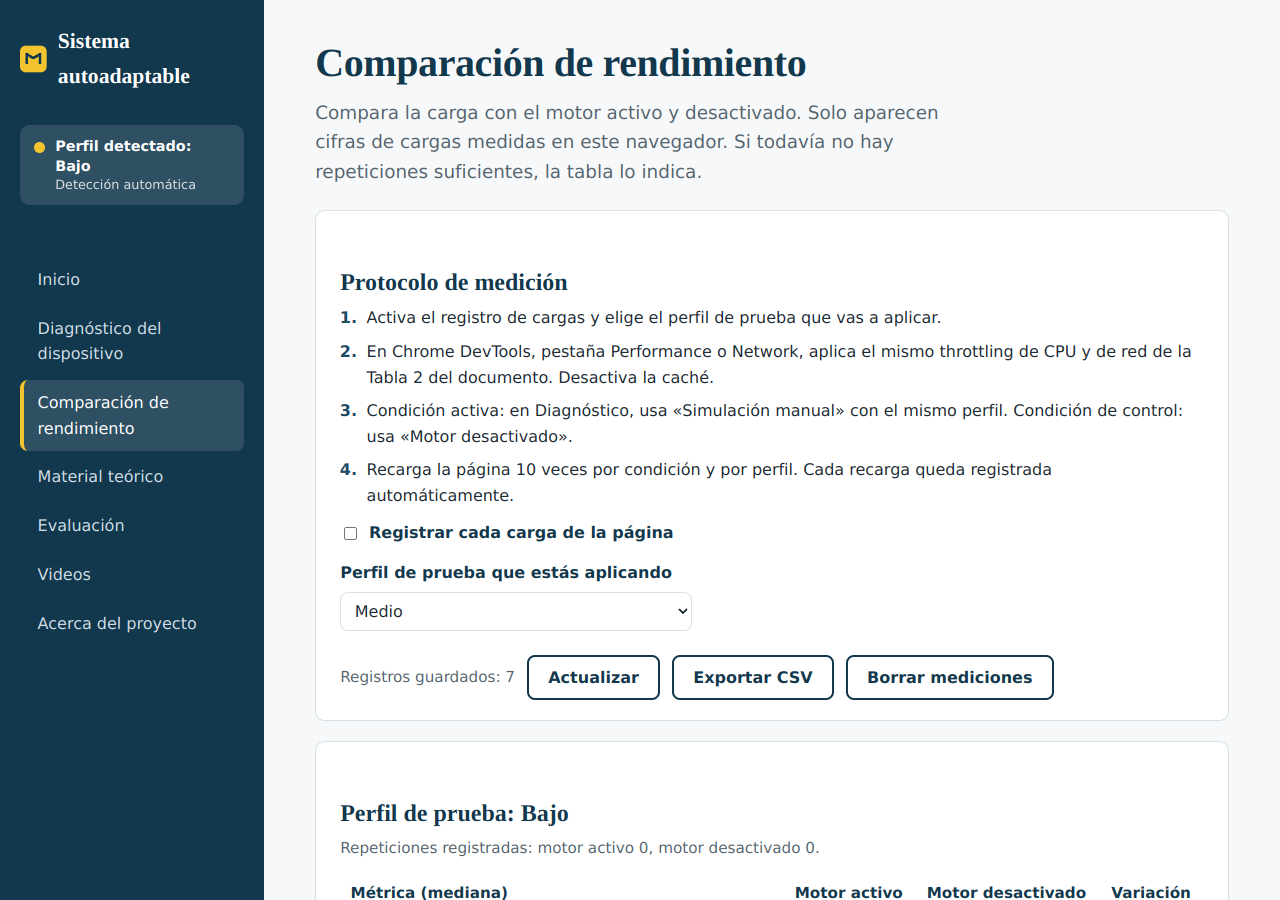 Sistema
autoadaptable
Perfil detectado:
Bajo
Detección automática
Inicio
Diagnóstico del
dispositivo
Comparación de
rendimiento
Material teórico
Evaluación
Videos
Acerca del proyecto
Comparación de rendimiento
Compara la carga con el motor activo y desactivado. Solo aparecen
cifras de cargas medidas en este navegador. Si todavía no hay
repeticiones suficientes, la tabla lo indica.
Protocolo de medición
1. Activa el registro de cargas y elige el perfil de prueba que vas a aplicar.
2. En Chrome DevTools, pestaña Performance o Network, aplica el mismo throttling de CPU y de red de la
Tabla 2 del documento. Desactiva la caché.
3. Condición activa: en Diagnóstico, usa «Simulación manual» con el mismo perfil. Condición de control:
usa «Motor desactivado».
4. Recarga la página 10 veces por condición y por perfil. Cada recarga queda registrada
automáticamente.
Registrar cada carga de la página
Perfil de prueba que estás aplicando
Medio
Registros guardados: 7 Actualizar Exportar CSV Borrar mediciones
Perfil de prueba: Bajo
Repeticiones registradas: motor activo 0, motor desactivado 0.
Métrica (mediana) Motor activo Motor desactivado Variación